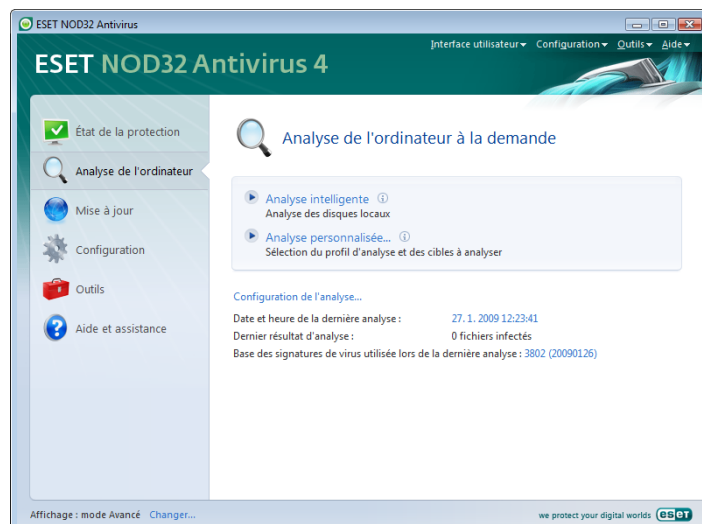 ESET NOD32 Antivirus
Interface utilisateur Configuration Outils Aide
ESET NOD32 Antivirus 4
État de la protection
Analyse de l'ordinateur
Mise à jour
Configuration
Outils
Aide et assistance
Analyse de l'ordinateur à la demande
Analyse intelligente
Analyse des disques locaux
Analyse personnalisée...
Sélection du profil d'analyse et des cibles à analyser
Configuration de l'analyse...
Date et heure de la dernière analyse : 27. 1. 2009 12:23:41
Dernier résultat d'analyse : 0 fichiers infectés
Base des signatures de virus utilisée lors de la dernière analyse : 3802 (20090126)
Affichage : mode Avancé Changer...
we protect your digital worlds eset